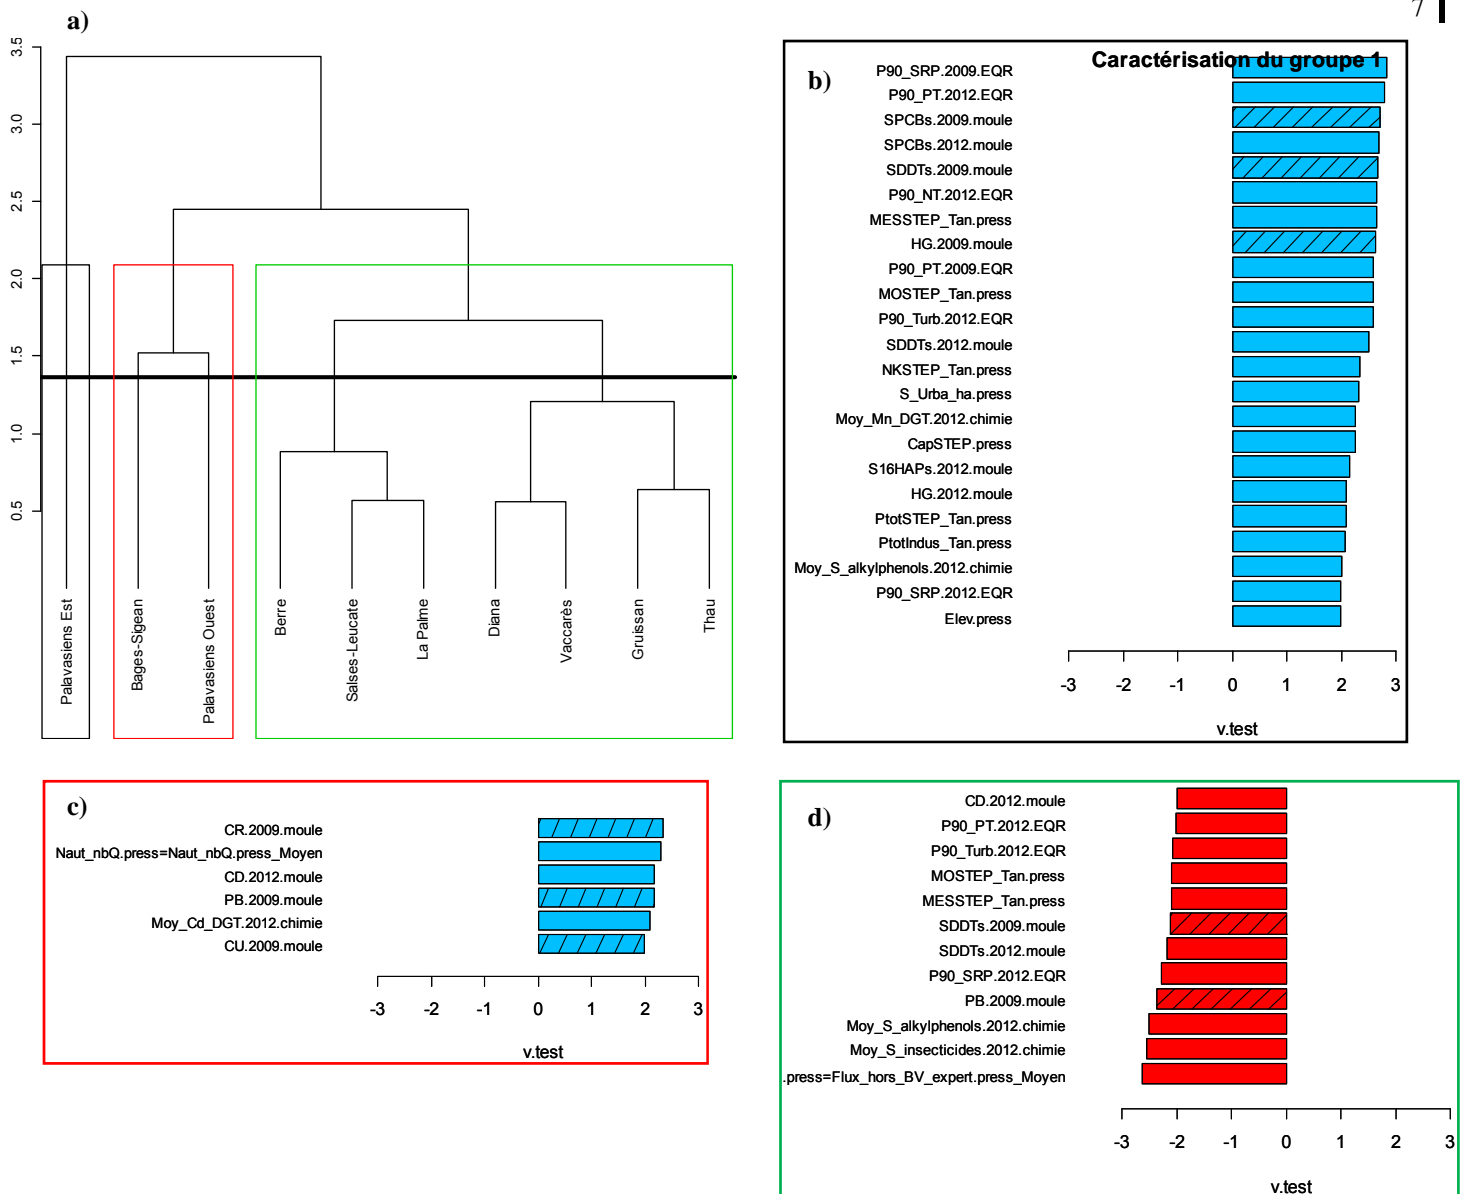 7
a)
3.5
3.0
2.5
2.0
1.5
1.0
0.5
Palavasiens Est
Bages-Sigean
Palavasiens Ouest
Berre
Salses-Leucate
La Palme
Diana
Vaccarès
Gruissan
Thau
b)
Caractérisation du groupe 1
P90_SRP.2009.EQR
P90_PT.2012.EQR
SPCBs.2009.moule
SPCBs.2012.moule
SDDTs.2009.moule
P90_NT.2012.EQR
MESSTEP_Tan.press
HG.2009.moule
P90_PT.2009.EQR
MOSTEP_Tan.press
P90_Turb.2012.EQR
SDDTs.2012.moule
NKSTEP_Tan.press
S_Urba_ha.press
Moy_Mn_DGT.2012.chimie
CapSTEP.press
S16HAPs.2012.moule
HG.2012.moule
PtotSTEP_Tan.press
PtotIndus_Tan.press
Moy_S_alkylphenols.2012.chimie
P90_SRP.2012.EQR
Elev.press
-3 -2 -1 0 1 2 3
v.test
c)
CR.2009.moule
Naut_nbQ.press=Naut_nbQ.press_Moyen
CD.2012.moule
PB.2009.moule
Moy_Cd_DGT.2012.chimie
CU.2009.moule
-3 -2 -1 0 1 2 3
v.test
d)
CD.2012.moule
P90_PT.2012.EQR
P90_Turb.2012.EQR
MOSTEP_Tan.press
MESSTEP_Tan.press
SDDTs.2009.moule
SDDTs.2012.moule
P90_SRP.2012.EQR
PB.2009.moule
Moy_S_alkylphenols.2012.chimie
Moy_S_insecticides.2012.chimie
.press=Flux_hors_BV_expert.press_Moyen
-3 -2 -1 0 1 2 3
v.test